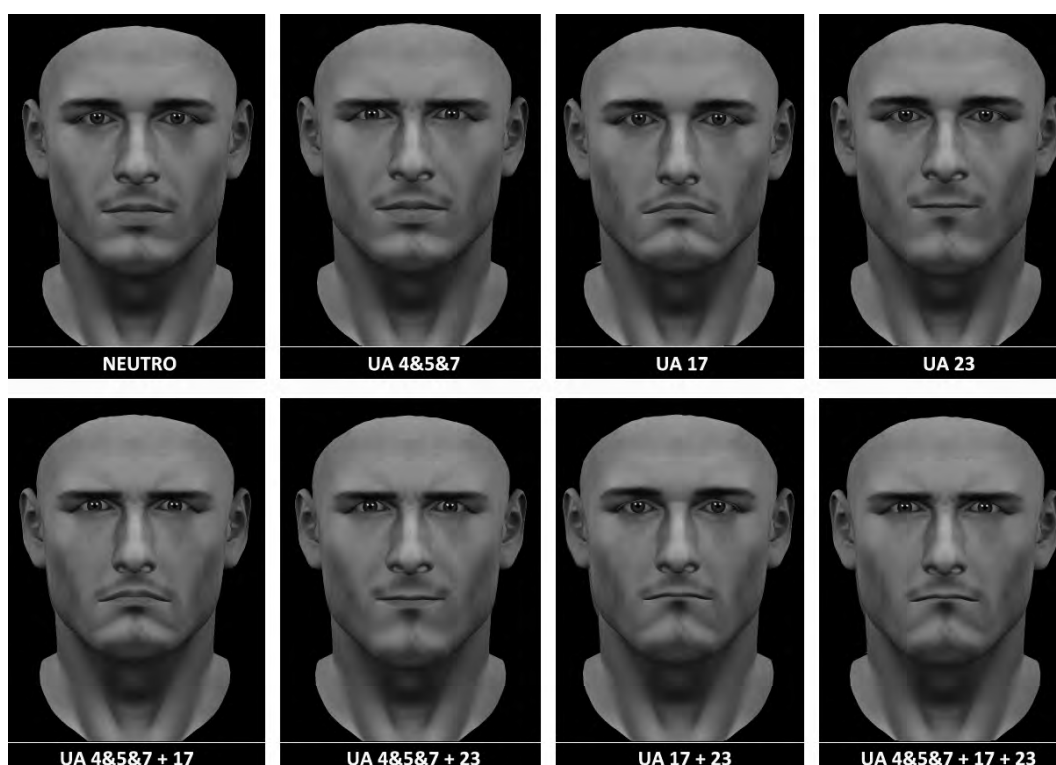 NEUTRO
UA 4&5&7
UA 17
UA 23
UA 4&5&7 + 17
UA 4&5&7 + 23
UA 17 + 23
UA 4&5&7 + 17 + 23